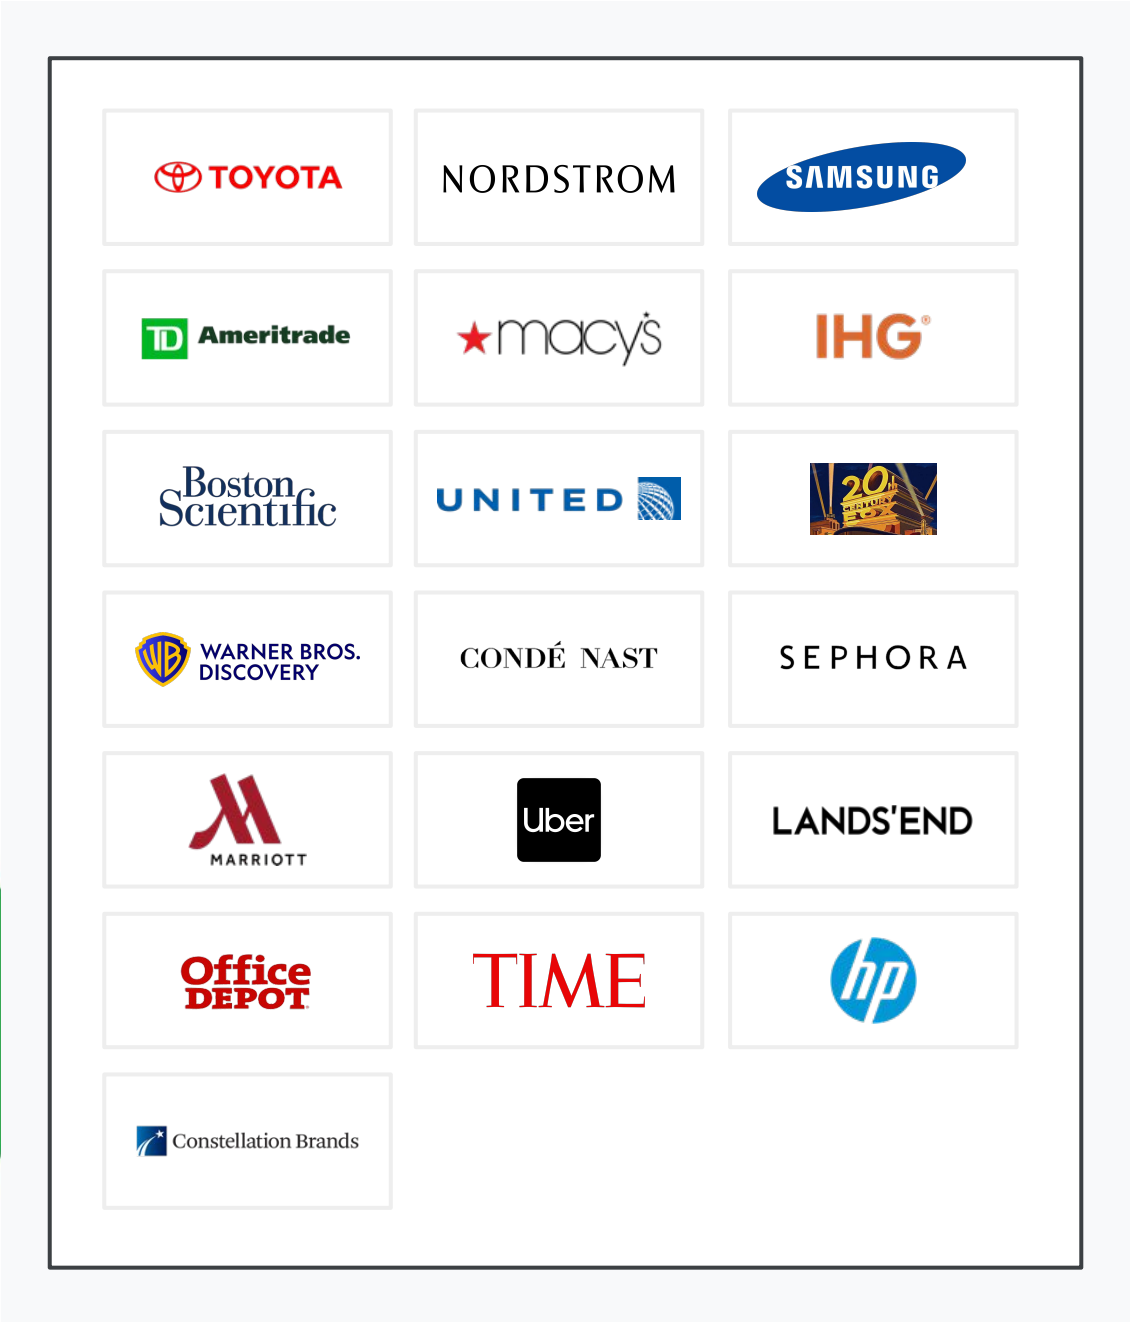 TOYOTA
NORDSTROM
SAMSUNG
TD Ameritrade
macy's
IHG®
Boston
Scientific
UNITED
20th
CENTURY
FOX
WB WARNER BROS.
DISCOVERY
CONDÉ NAST
SEPHORA
MARRIOTT
Uber
LANDS'END
Office
DEPOT
TIME
hp
Constellation Brands